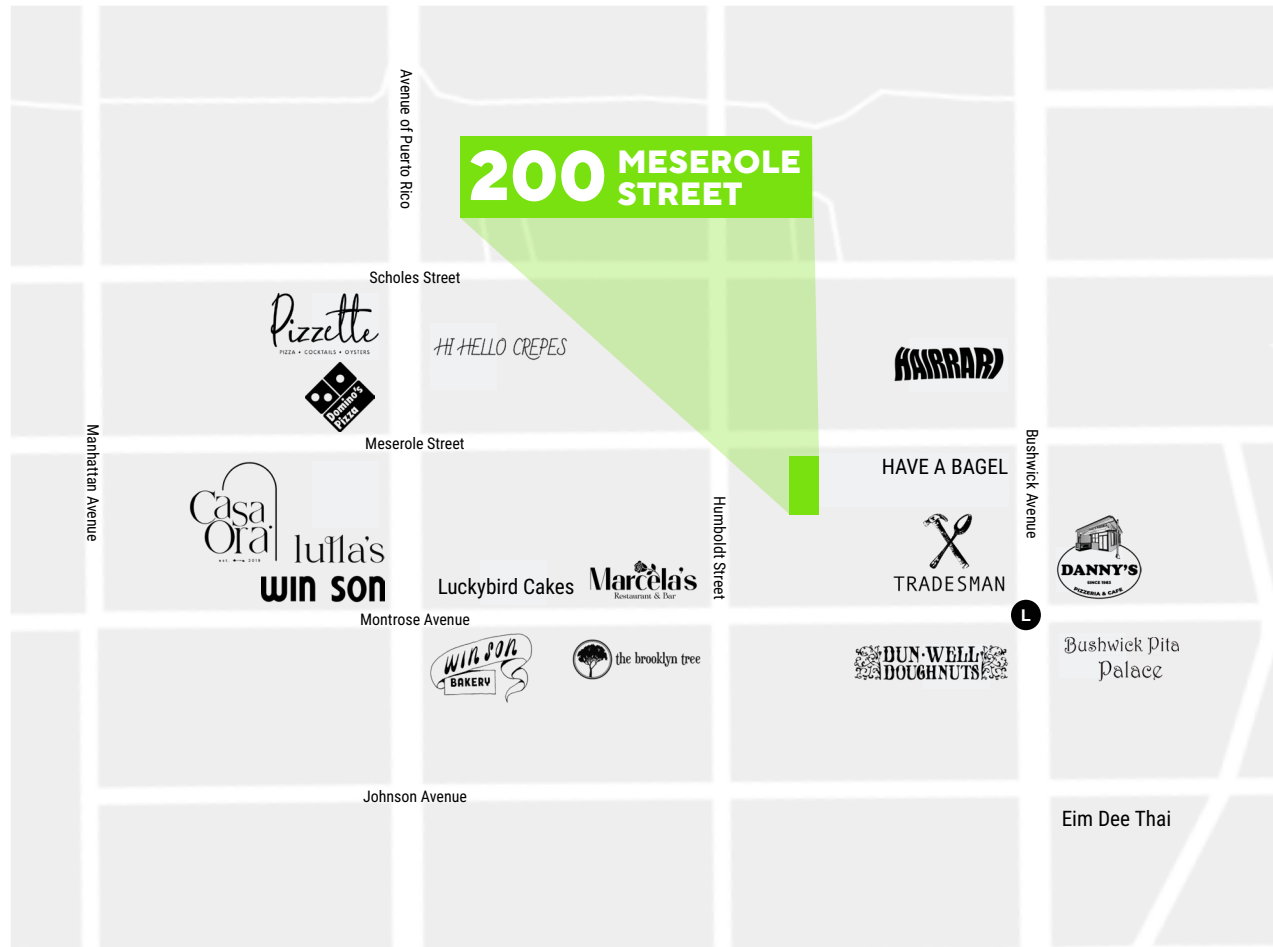 Avenue of Puerto Rico
200 MESEROLE
STREET
Scholes Street
Pizzette
PIZZA • COCKTAILS • OYSTERS
HI HELLO CREPES
HAIRRARI
Domino's
Pizza
Meserole Street
Manhattan Avenue
Bushwick Avenue
HAVE A BAGEL
Casa
Ora
est. 2018
lulla's
WIN SON
Humboldt Street
Luckybird Cakes
Marcela's
Restaurant & Bar
TRADESMAN
DANNY'S
SINCE 1982
PIZZERIA & CAFE
Montrose Avenue
L
WIN SON
BAKERY
the brooklyn tree
DUN-WELL
DOUGHNUTS
Bushwick Pita
Palace
Johnson Avenue
Eim Dee Thai